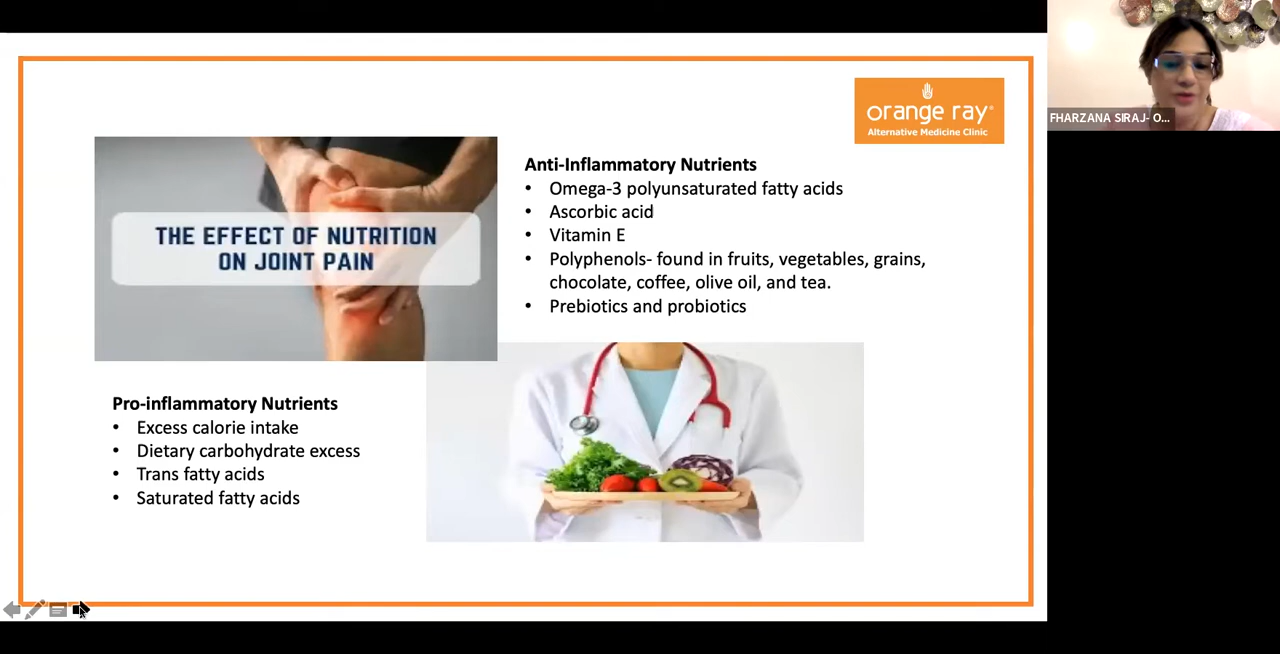 orange ray®
Alternative Medicine Clinic
THE EFFECT OF NUTRITION
ON JOINT PAIN
Anti-Inflammatory Nutrients
• Omega-3 polyunsaturated fatty acids
• Ascorbic acid
• Vitamin E
• Polyphenols- found in fruits, vegetables, grains,
chocolate, coffee, olive oil, and tea.
• Prebiotics and probiotics
Pro-inflammatory Nutrients
• Excess calorie intake
• Dietary carbohydrate excess
• Trans fatty acids
• Saturated fatty acids
FHARZANA SIRAJ- O...